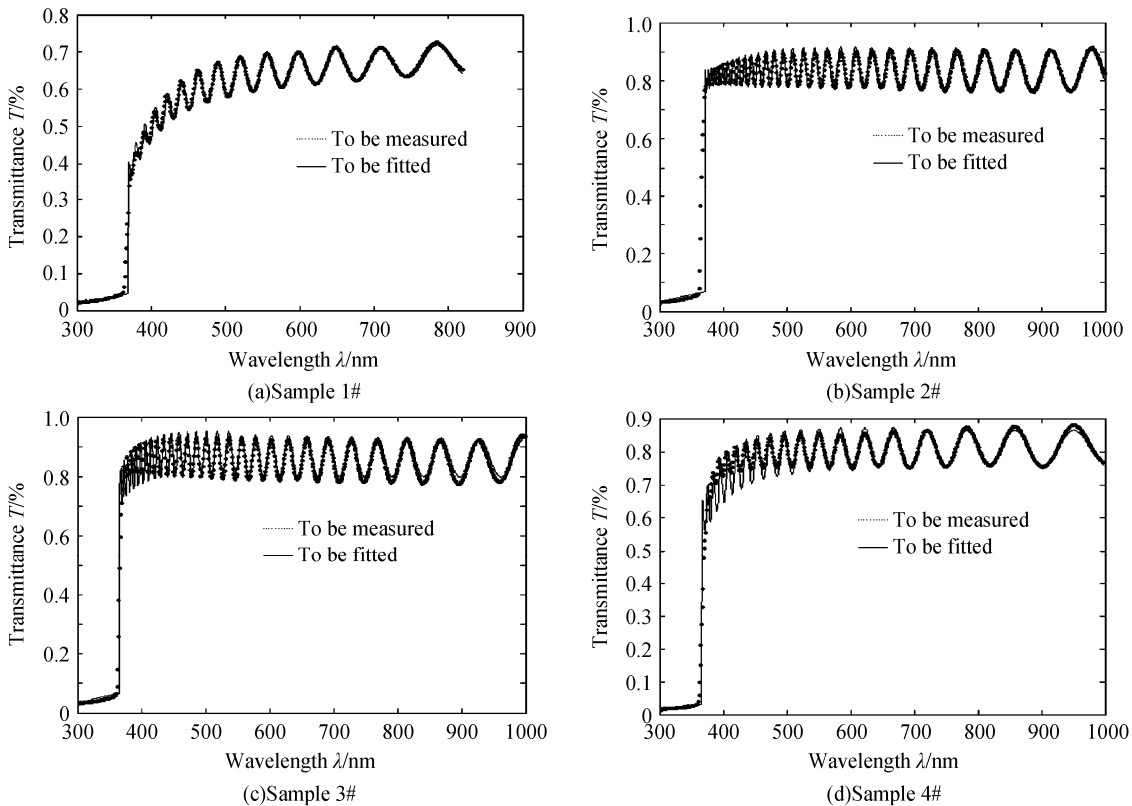 0.8
0.7
0.6
0.5
0.4
0.3
0.2
0.1
0
Transmittance T/%
To be measured
To be fitted
300 400 500 600 700 800 900
Wavelength λ/nm
(a)Sample 1#
1.0
0.8
0.6
0.4
0.2
0
Transmittance T/%
To be measured
To be fitted
300 400 500 600 700 800 900 1000
Wavelength λ/nm
(b)Sample 2#
1.0
0.8
0.6
0.4
0.2
0
Transmittance T/%
To be measured
To be fitted
300 400 500 600 700 800 900 1000
Wavelength λ/nm
(c)Sample 3#
0.9
0.8
0.7
0.6
0.5
0.4
0.3
0.2
0.1
0
Transmittance T/%
To be measured
To be fitted
300 400 500 600 700 800 900 1000
Wavelength λ/nm
(d)Sample 4#